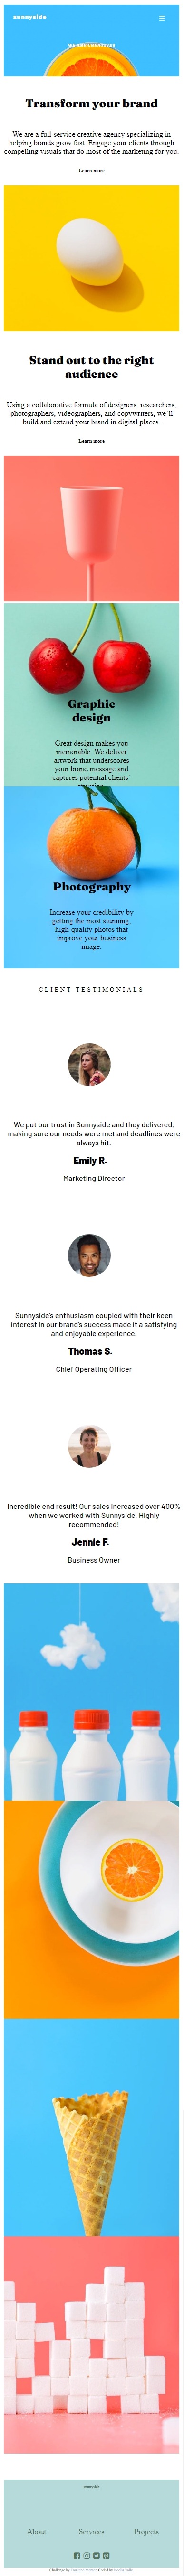 sunnyside
WE ARE CREATIVES
Transform your brand
We are a full-service creative agency specializing in
helping brands grow fast. Engage your clients through
compelling visuals that do most of the marketing for you.
Learn more
Stand out to the right
audience
Using a collaborative formula of designers, researchers,
photographers, videographers, and copywriters, we'll
build and extend your brand in digital places.
Learn more
Graphic
design
Great design makes you
memorable. We deliver
artwork that underscores
your brand message and
captures potential clients'
Photography
Increase your credibility by
getting the most stunning,
high-quality photos that
improve your business
image.
CLIENT TESTIMONIALS
We put our trust in Sunnyside and they delivered,
making sure our needs were met and deadlines were
always hit.
Emily R.
Marketing Director
Sunnyside's enthusiasm coupled with their keen
interest in our brand's success made it a satisfying
and enjoyable experience.
Thomas S.
Chief Operating Officer
Incredible end result! Our sales increased over 400%
when we worked with Sunnyside. Highly
recommended!
Jennie F.
Business Owner
sunnyside
About Services Projects
Challenge by Frontend Mentor. Coded by